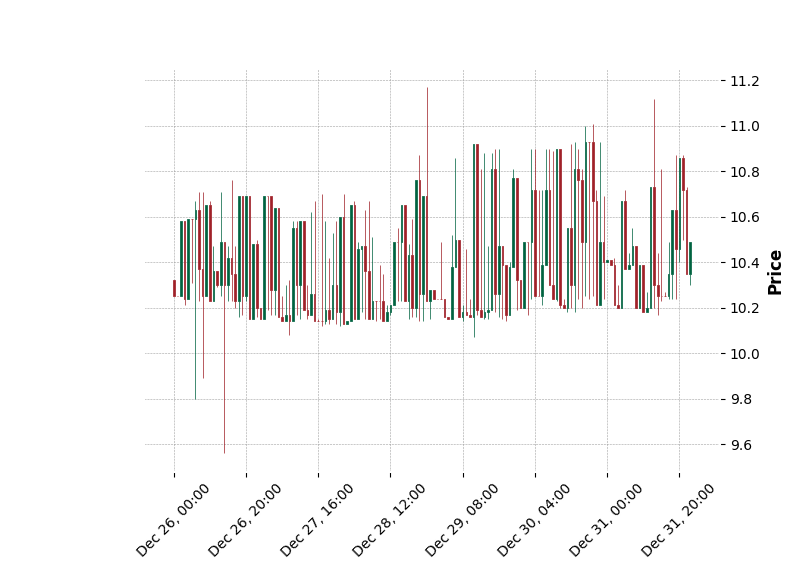 11.2
11.0
10.8
10.6
10.4
10.2
10.0
9.8
9.6
Price
Dec 26, 00:00
Dec 26, 20:00
Dec 27, 16:00
Dec 28, 12:00
Dec 29, 08:00
Dec 30, 04:00
Dec 31, 00:00
Dec 31, 20:00